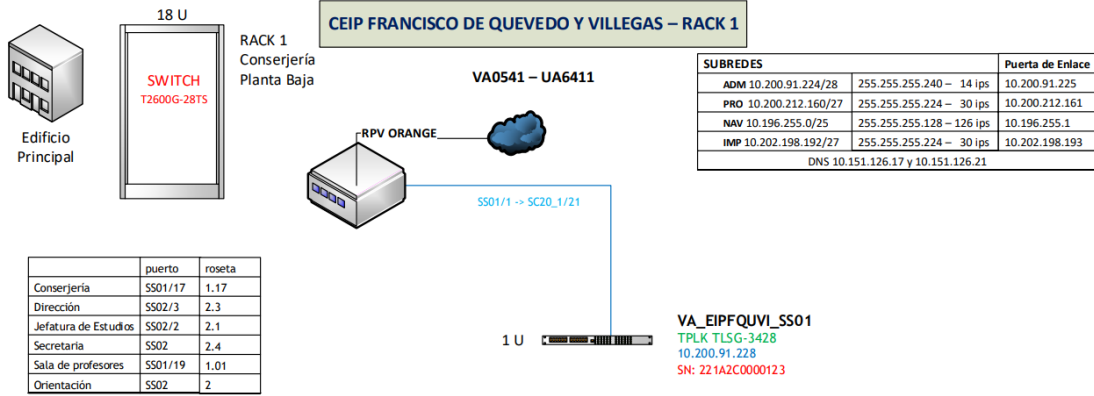 CEIP FRANCISCO DE QUEVEDO Y VILLEGAS – RACK 1
18 U
RACK 1
Conserjería
Planta Baja
SWITCH
T2600G-28TS
Edificio
Principal
VA0541 – UA6411
RPV ORANGE
SS01/1 -> SC20_1/21
SUBREDES Puerta de Enlace
ADM 10.200.91.224/28 255.255.255.240 – 14 ips 10.200.91.225
PRO 10.200.212.160/27 255.255.255.224 – 30 ips 10.200.212.161
NAV 10.196.255.0/25 255.255.255.128 – 126 ips 10.196.255.1
IMP 10.202.198.192/27 255.255.255.224 – 30 ips 10.202.198.193
DNS 10.151.126.17 y 10.151.126.21
puerto roseta
Conserjería SS01/17 1.17
Dirección SS02/3 2.3
Jefatura de Estudios SS02/2 2.1
Secretaria SS02 2.4
Sala de profesores SS01/19 1.01
Orientación SS02 2
1 U
VA_EIPFQUVI_SS01
TPLK TLSG-3428
10.200.91.228
SN: 221A2C0000123